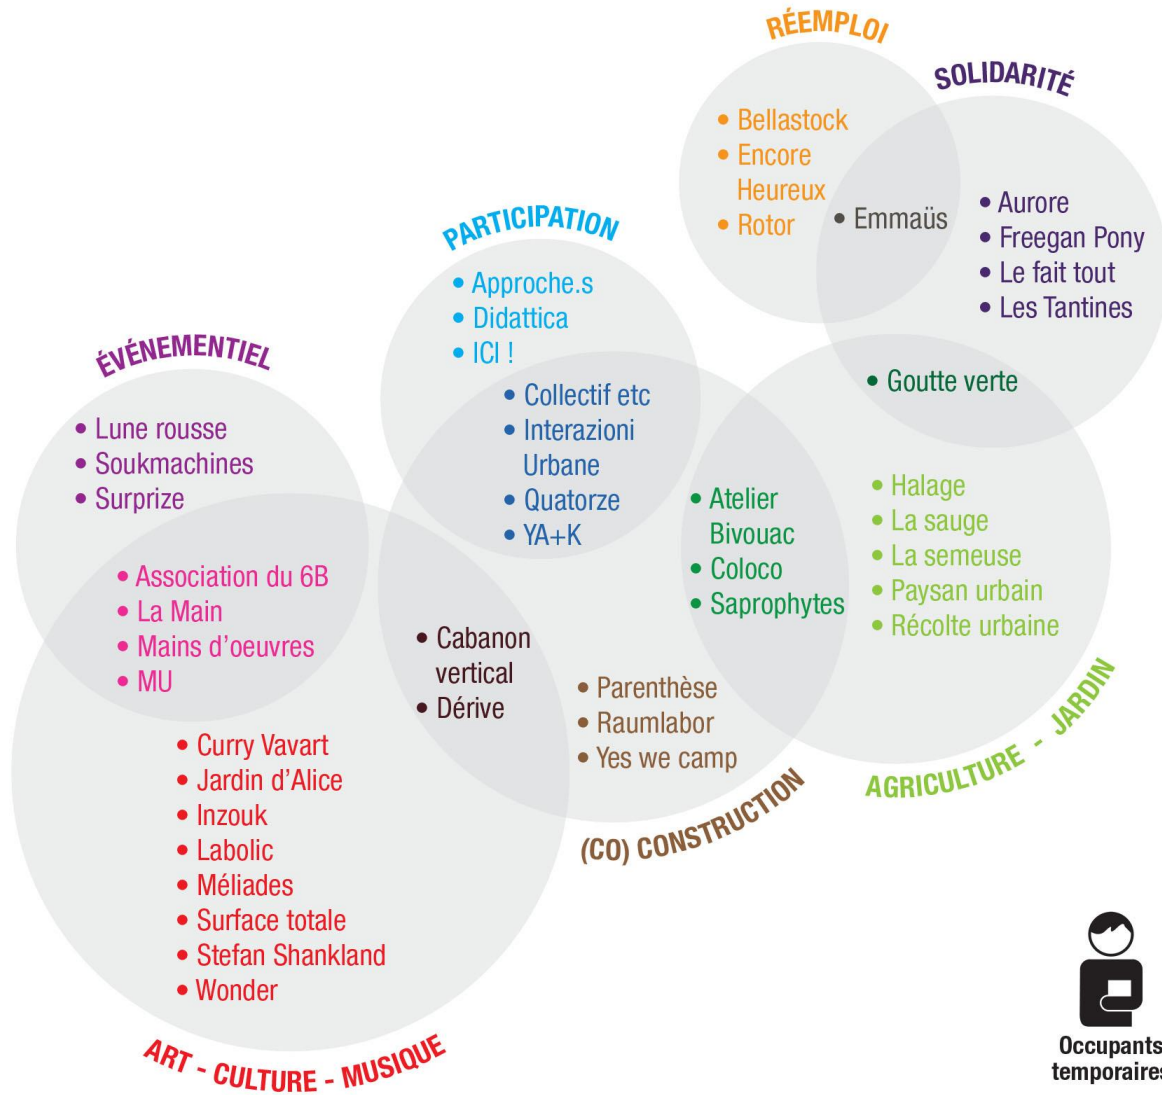 RÉEMPLOI
• Bellastock
• Encore
Heureux
• Rotor
• Emmaüs
SOLIDARITÉ
• Aurore
• Freegan Pony
• Le fait tout
• Les Tantines
• Goutte verte
PARTICIPATION
• Approche.s
• Didattica
• ICI !
• Collectif etc
• Interazioni
Urbane
• Quatorze
• YA+K
• Atelier
Bivouac
• Coloco
• Saprophytes
• Halage
• La sauge
• La semeuse
• Paysan urbain
• Récolte urbaine
AGRICULTURE - JARDIN
ÉVÉNEMENTIEL
• Lune rousse
• Soukmachines
• Surprize
• Association du 6B
• La Main
• Mains d'oeuvres
• MU
• Cabanon
vertical
• Dérive
• Parenthèse
• Raumlabor
• Yes we camp
(CO) CONSTRUCTION
• Curry Vavart
• Jardin d'Alice
• Inzouk
• Labolic
• Méliades
• Surface totale
• Stefan Shankland
• Wonder
ART - CULTURE - MUSIQUE
Occupants
temporaires